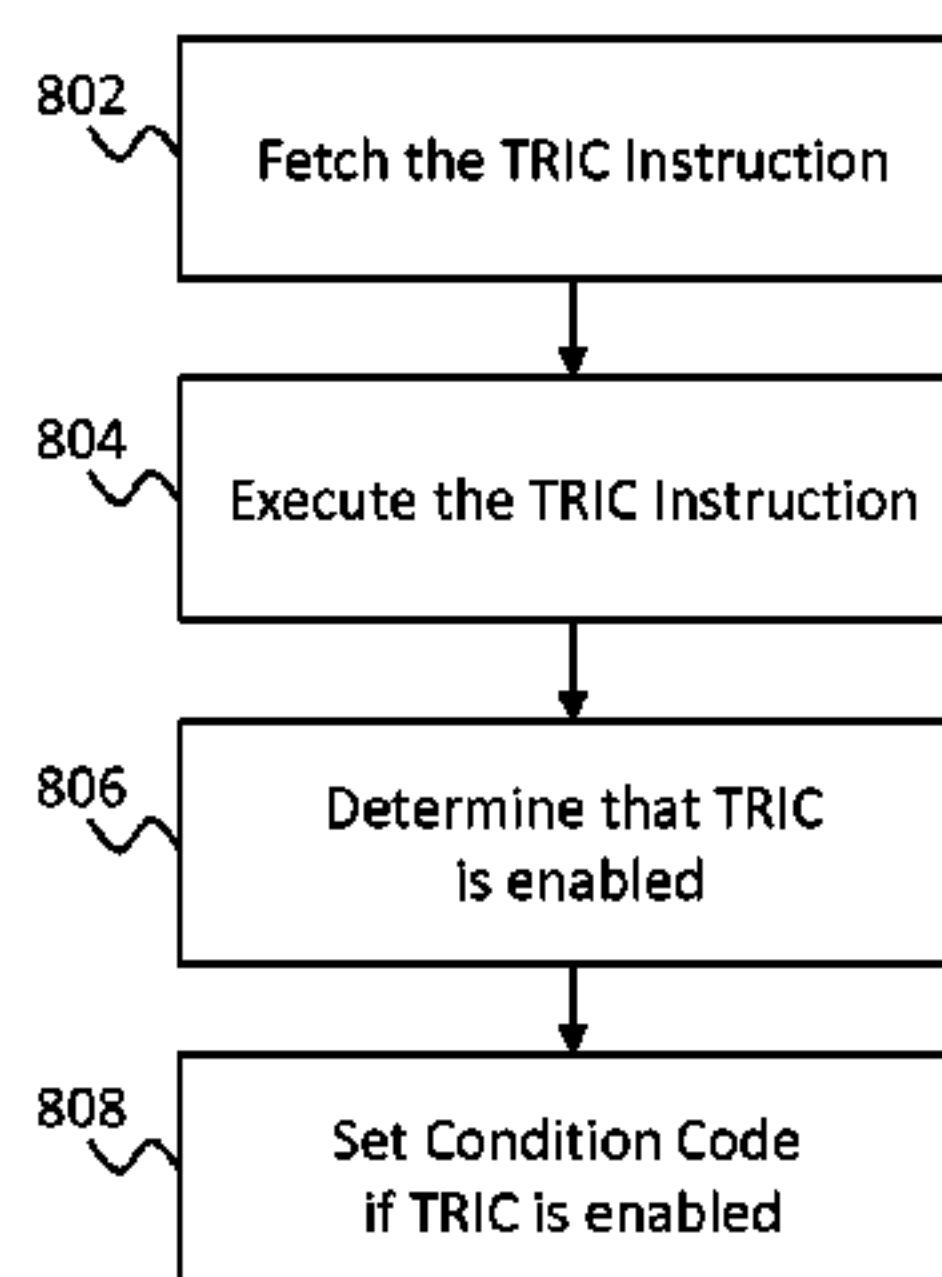 802
Fetch the TRIC Instruction
804
Execute the TRIC Instruction
806
Determine that TRIC
is enabled
808
Set Condition Code
if TRIC is enabled